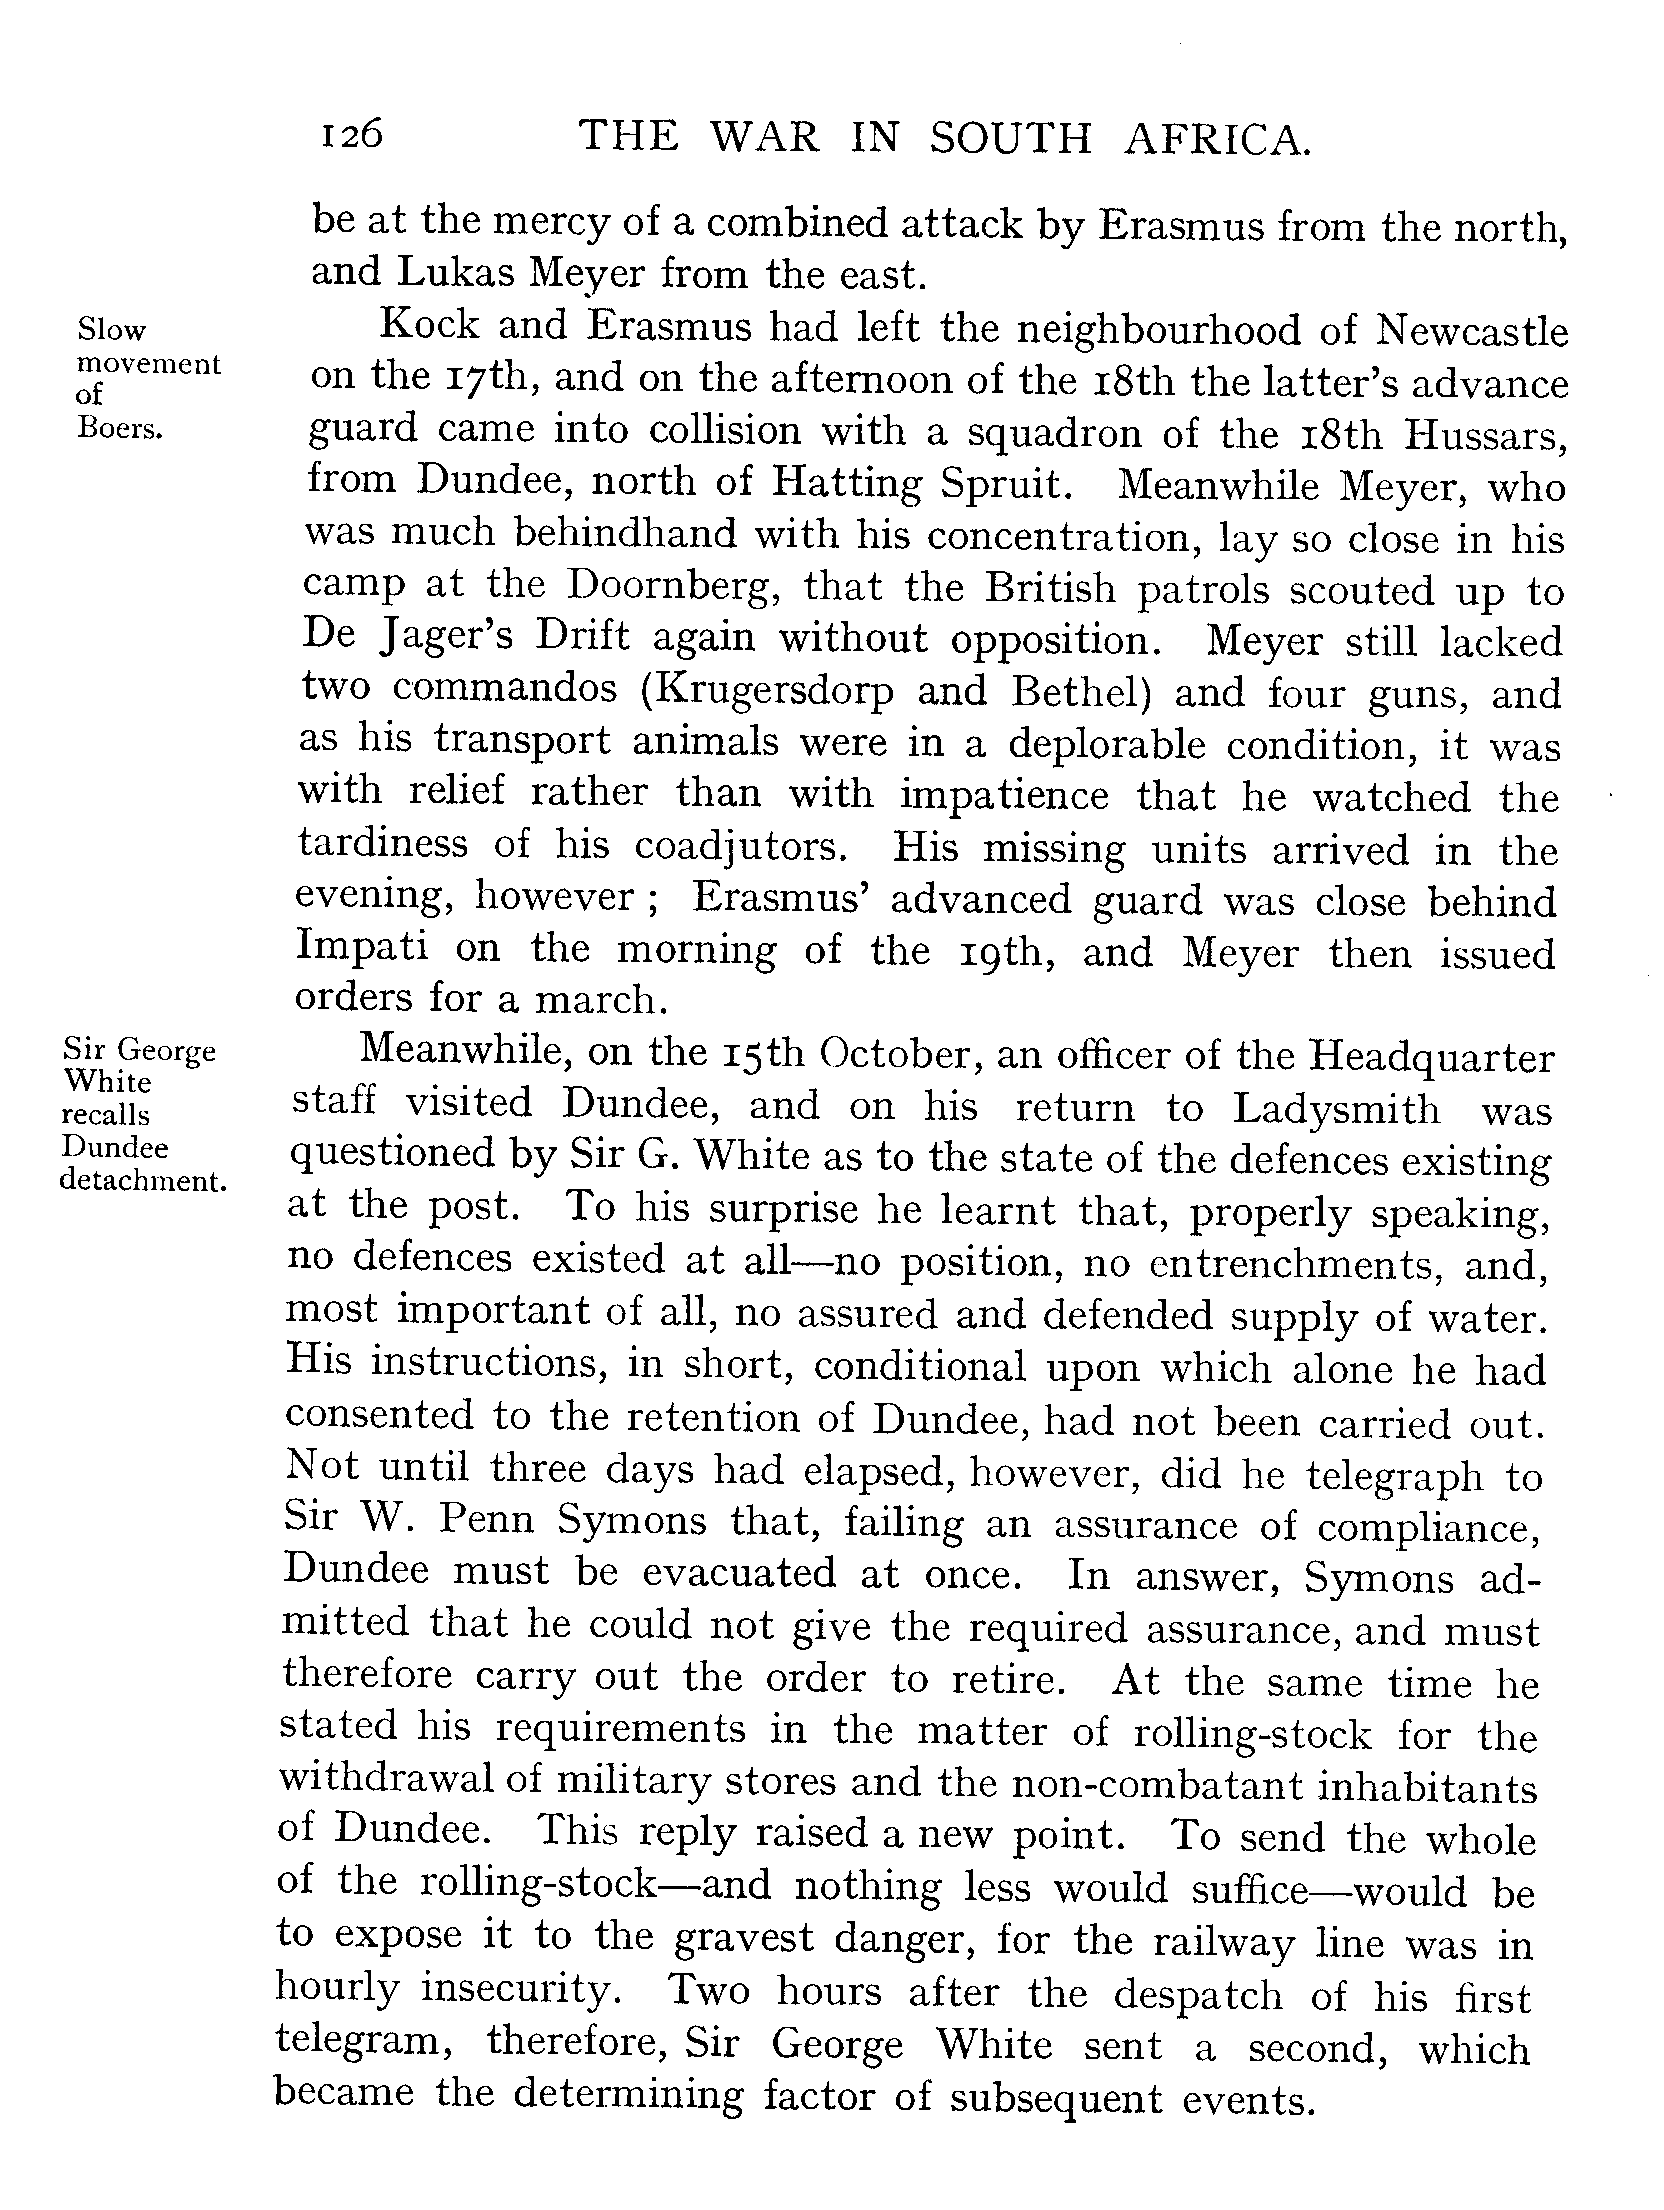 126 THE WAR IN SOUTH AFRICA.
be at the mercy of a combined attack by Erasmus from the north,
and Lukas Meyer from the east.
Slow
movement
of
Boers.
Kock and Erasmus had left the neighbourhood of Newcastle
on the 17th, and on the afternoon of the 18th the latter's advance
guard came into collision with a squadron of the 18th Hussars,
from Dundee, north of Hatting Spruit. Meanwhile Meyer, who
was much behindhand with his concentration, lay so close in his
camp at the Doornberg, that the British patrols scouted up to
De Jager's Drift again without opposition. Meyer still lacked
two commandos (Krugersdorp and Bethel) and four guns, and
as his transport animals were in a deplorable condition, it was
with relief rather than with impatience that he watched the
tardiness of his coadjutors. His missing units arrived in the
evening, however ; Erasmus' advanced guard was close behind
Impati on the morning of the 19th, and Meyer then issued
orders for a march.
Sir George
White
recalls
Dundee
detachment.
Meanwhile, on the 15th October, an officer of the Headquarter
staff visited Dundee, and on his return to Ladysmith was
questioned by Sir G. White as to the state of the defences existing
at the post. To his surprise he learnt that, properly speaking,
no defences existed at all—no position, no entrenchments, and,
most important of all, no assured and defended supply of water.
His instructions, in short, conditional upon which alone he had
consented to the retention of Dundee, had not been carried out.
Not until three days had elapsed, however, did he telegraph to
Sir W. Penn Symons that, failing an assurance of compliance,
Dundee must be evacuated at once. In answer, Symons ad-
mitted that he could not give the required assurance, and must
therefore carry out the order to retire. At the same time he
stated his requirements in the matter of rolling-stock for the
withdrawal of military stores and the non-combatant inhabitants
of Dundee. This reply raised a new point. To send the whole
of the rolling-stock—and nothing less would suffice—would be
to expose it to the gravest danger, for the railway line was in
hourly insecurity. Two hours after the despatch of his first
telegram, therefore, Sir George White sent a second, which
became the determining factor of subsequent events.